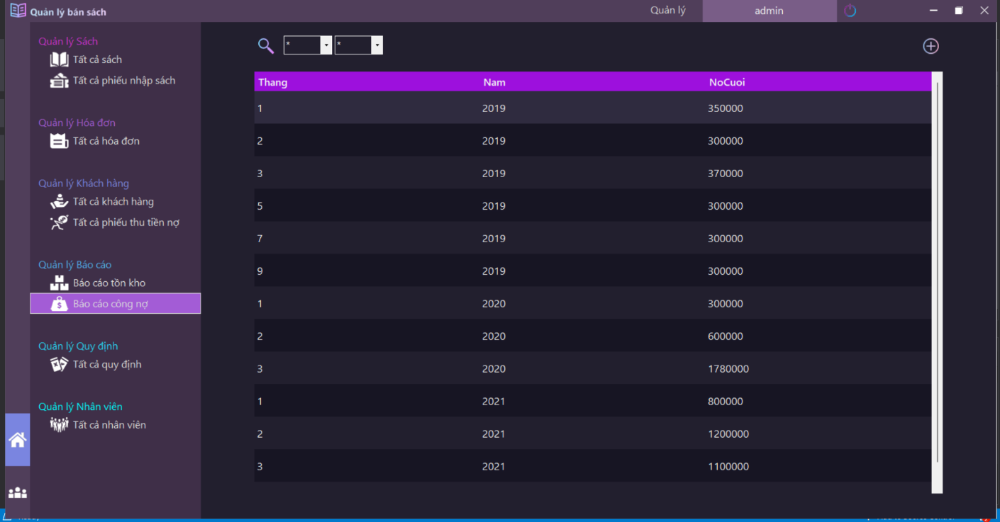 Quản lý bán sách
Quản lý
admin
Quản lý Sách
Tất cả sách
Tất cả phiếu nhập sách
Quản lý Hóa đơn
Tất cả hóa đơn
Quản lý Khách hàng
Tất cả khách hàng
Tất cả phiếu thu tiền nợ
Quản lý Báo cáo
Báo cáo tồn kho
Báo cáo công nợ
Quản lý Quy định
Tất cả quy định
Quản lý Nhân viên
Tất cả nhân viên
* *
Thang Nam NoCuoi
1 2019 350000
2 2019 300000
3 2019 370000
5 2019 300000
7 2019 300000
9 2019 300000
1 2020 300000
2 2020 600000
3 2020 1780000
1 2021 800000
2 2021 1200000
3 2021 1100000